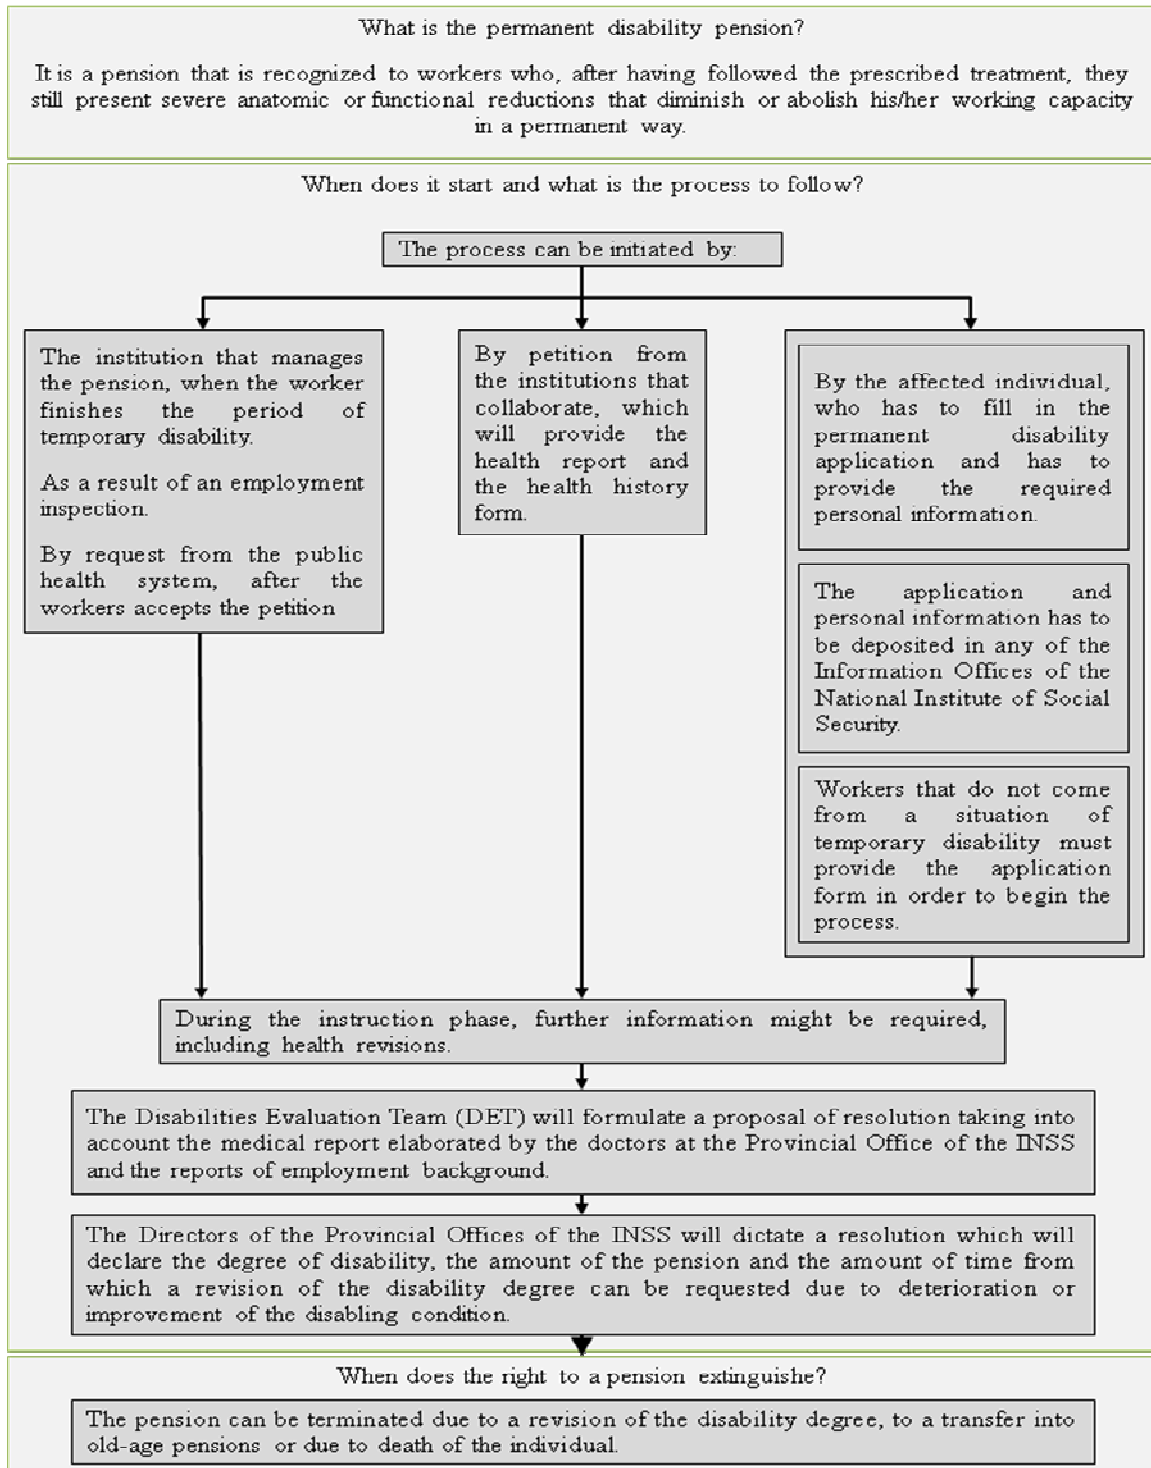 What is the permanent disability pension?
It is a pension that is recognized to workers who, after having followed the prescribed treatment, they
still present severe anatomic or functional reductions that diminish or abolish his/her working capacity
in a permanent way.
When does it start and what is the process to follow?
The process can be initiated by:
The institution that manages
the pension, when the worker
finishes the period of
temporary disability.
As a result of an employment
inspection.
By request from the public
health system, after the
workers accepts the petition
By petition from
the institutions that
collaborate, which
will provide the
health report and
the health history
form.
By the affected individual,
who has to fill in the
permanent disability
application and has to
provide the required
personal information.
The application and
personal information has to
be deposited in any of the
Information Offices of the
National Institute of Social
Security.
Workers that do not come
from a situation of
temporary disability must
provide the application
form in order to begin the
process.
During the instruction phase, further information might be required,
including health revisions.
The Disabilities Evaluation Team (DET) will formulate a proposal of resolution taking into
account the medical report elaborated by the doctors at the Provincial Office of the INSS
and the reports of employment background.
The Directors of the Provincial Offices of the INSS will dictate a resolution which will
declare the degree of disability, the amount of the pension and the amount of time from
which a revision of the disability degree can be requested due to deterioration or
improvement of the disabling condition.
When does the right to a pension extinguishe?
The pension can be terminated due to a revision of the disability degree, to a transfer into
old-age pensions or due to death of the individual.